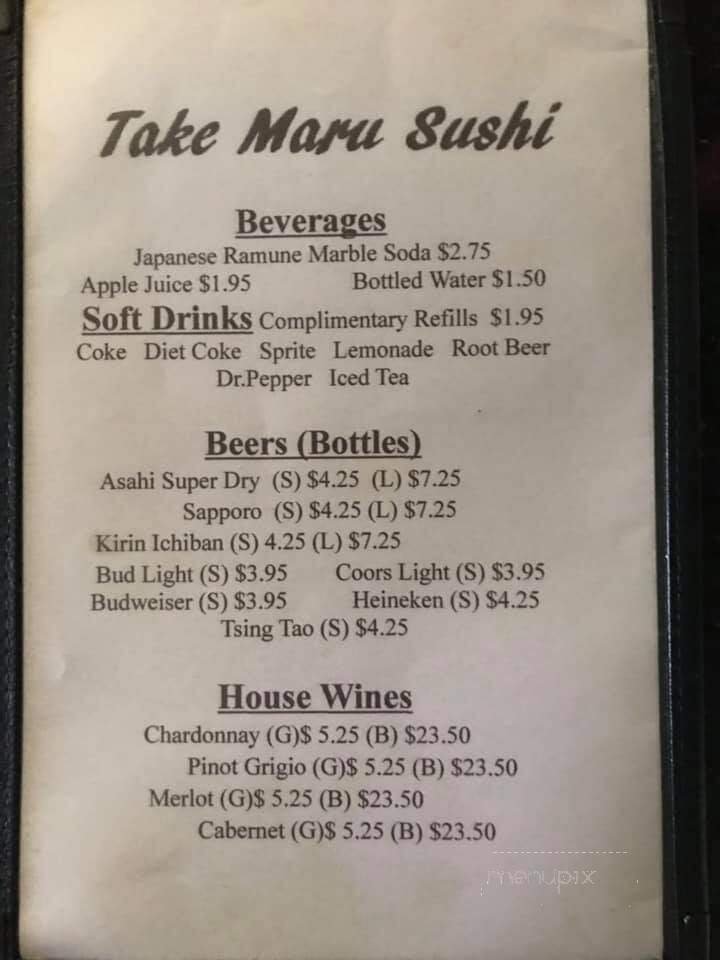 Take Maru Sushi
Beverages
Japanese Ramune Marble Soda $2.75
Apple Juice $1.95 Bottled Water $1.50
Soft Drinks Complimentary Refills $1.95
Coke Diet Coke Sprite Lemonade Root Beer
Dr.Pepper Iced Tea
Beers (Bottles)
Asahi Super Dry (S) $4.25 (L) $7.25
Sapporo (S) $4.25 (L) $7.25
Kirin Ichiban (S) 4.25 (L) $7.25
Bud Light (S) $3.95 Coors Light (S) $3.95
Budweiser (S) $3.95 Heineken (S) $4.25
Tsing Tao (S) $4.25
House Wines
Chardonnay (G)$ 5.25 (B) $23.50
Pinot Grigio (G)$ 5.25 (B) $23.50
Merlot (G)$ 5.25 (B) $23.50
Cabernet (G)$ 5.25 (B) $23.50
menupix